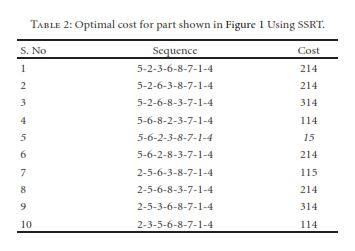 TABLE 2: Optimal cost for part shown in Figure 1 Using SSRT.
S. No Sequence Cost
1 5-2-3-6-8-7-1-4 214
2 5-2-6-3-8-7-1-4 214
3 5-2-6-8-3-7-1-4 314
4 5-6-8-2-3-7-1-4 114
5 5-6-2-3-8-7-1-4 15
6 5-6-2-8-3-7-1-4 214
7 2-5-6-3-8-7-1-4 115
8 2-5-6-8-3-7-1-4 214
9 2-5-3-6-8-7-1-4 314
10 2-3-5-6-8-7-1-4 114